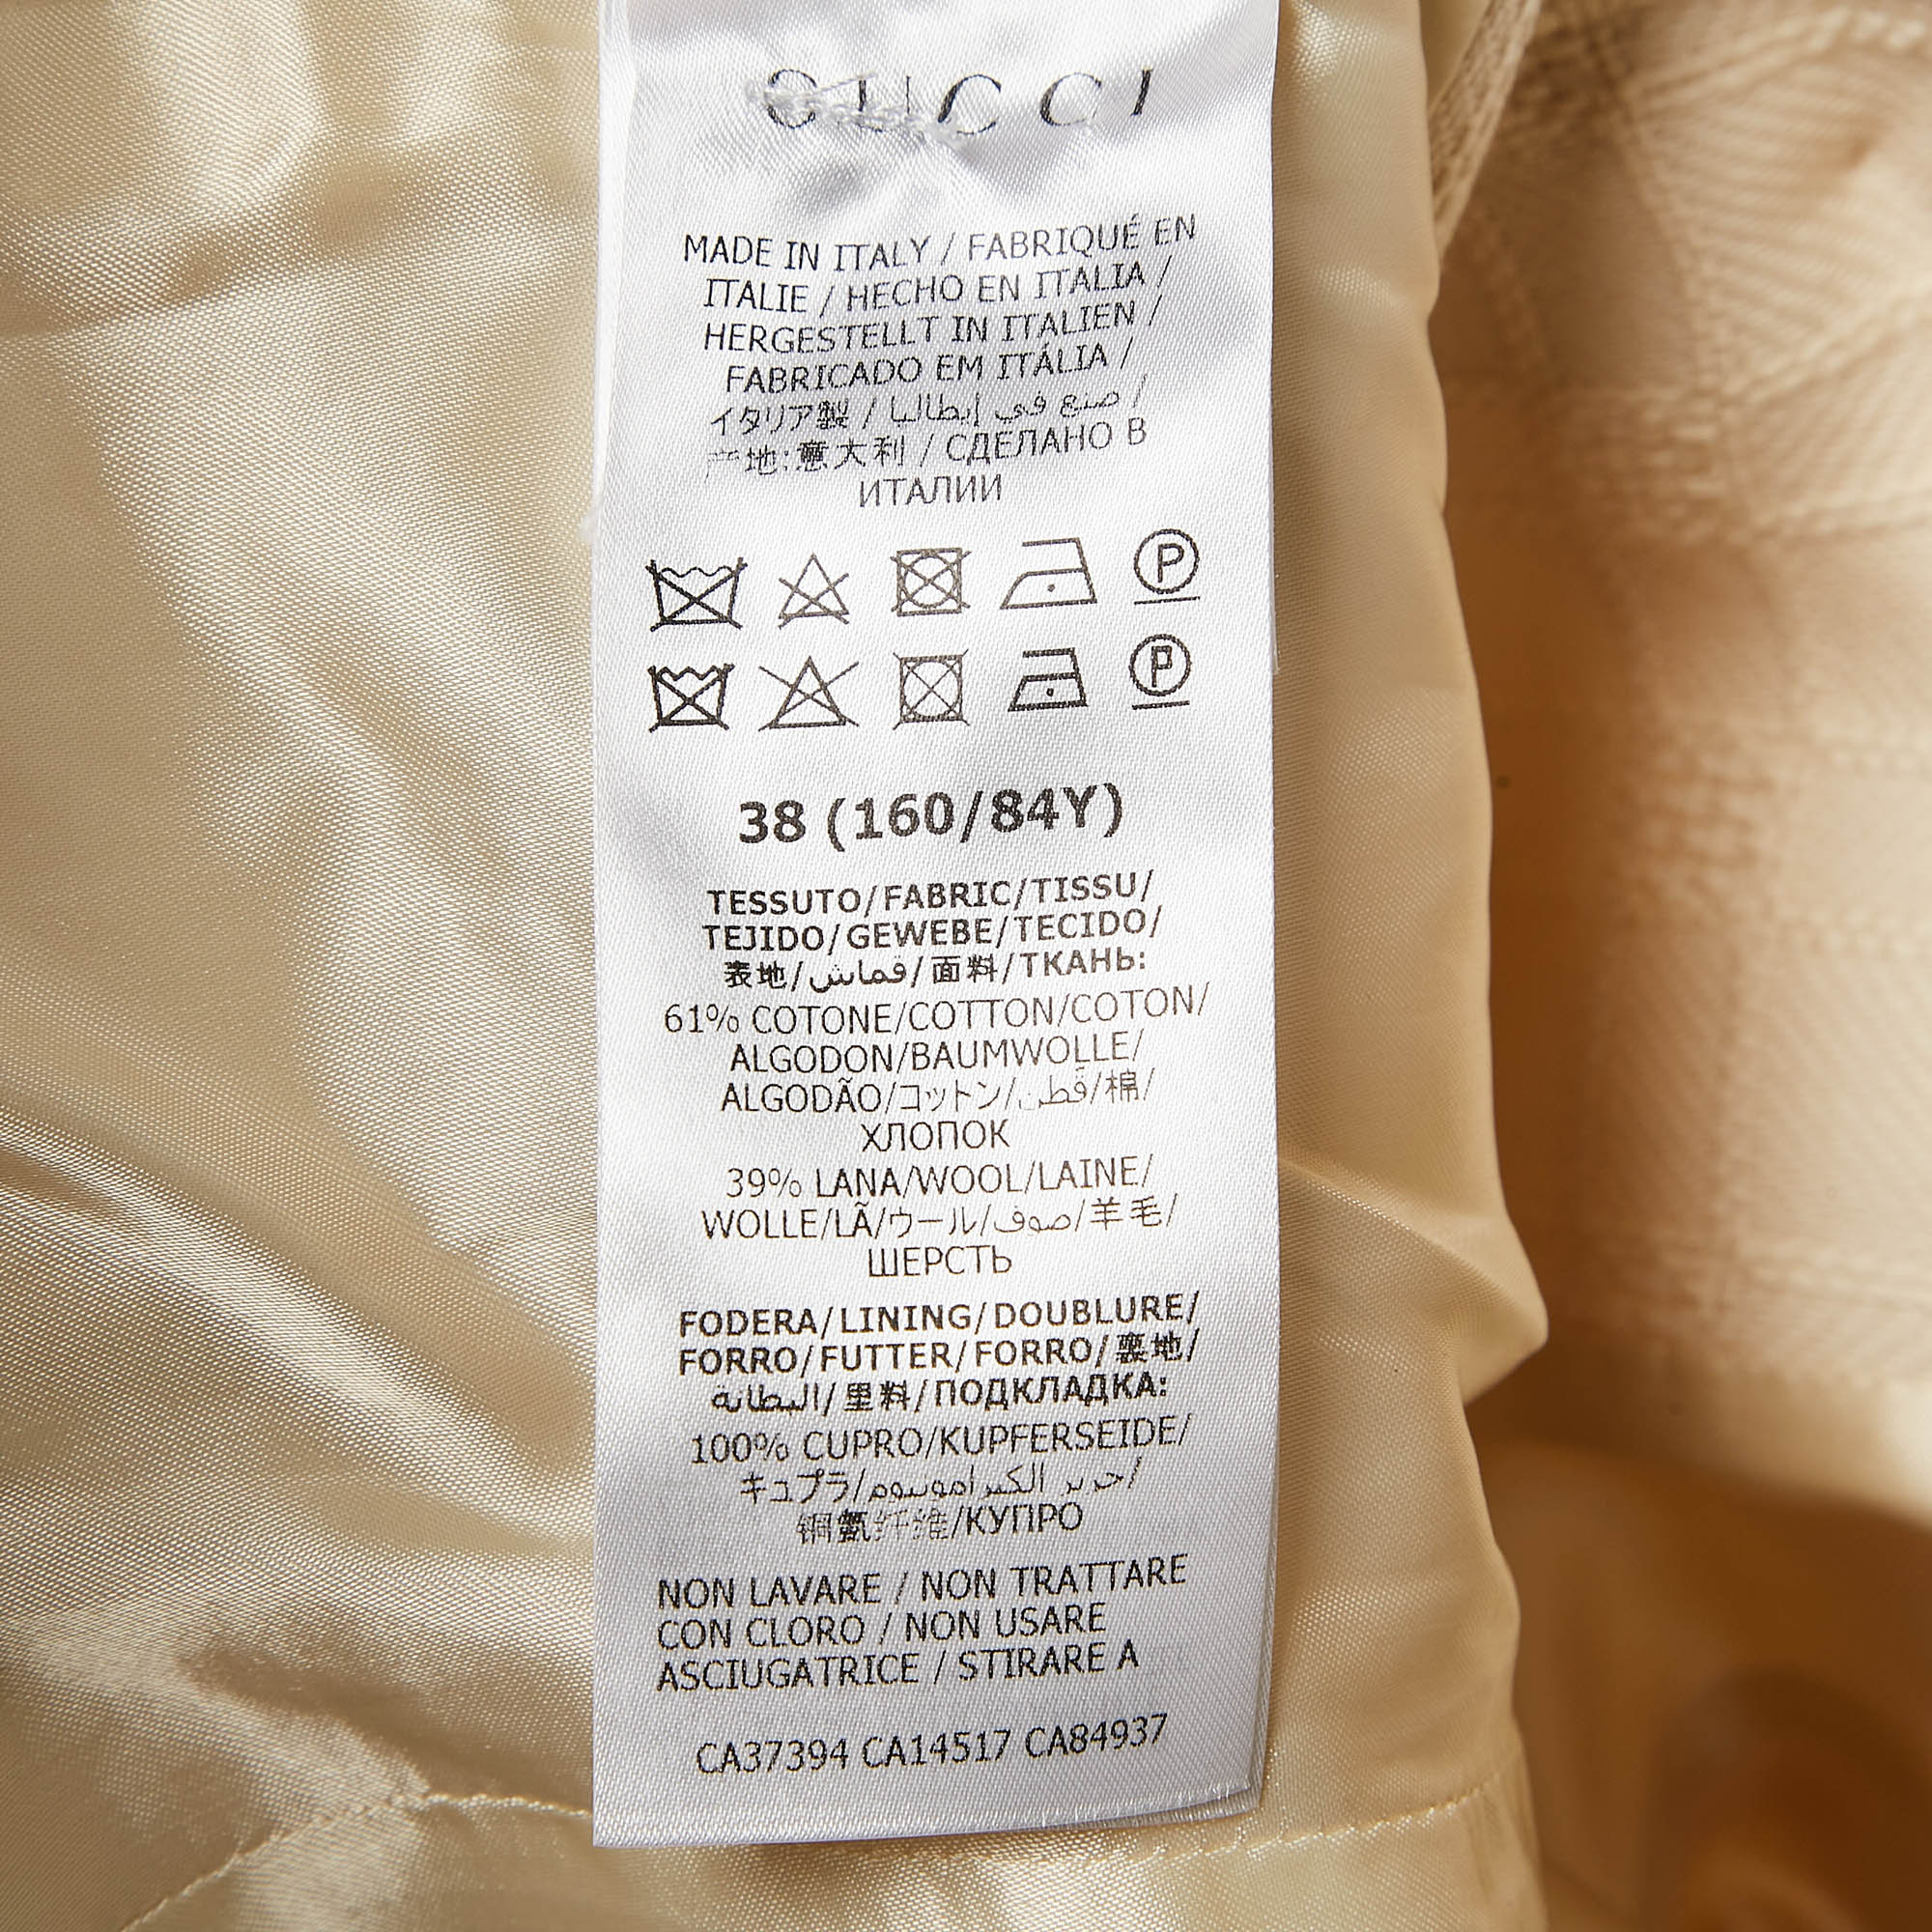 GUCCI
MADE IN ITALY / FABRIQUÉ EN
ITALIE / HECHO EN ITALIA /
HERGESTELLT IN ITALIEN /
FABRICADO EM ITÁLIA /
イタリア製 / صنع في إيطاليا /
产地:意大利 / СДЕЛАНО В
ИТАЛИИ
P
P
38 (160/84Y)
TESSUTO/FABRIC/TISSU/
TEJIDO/GEWEBE/TECIDO/
表地/قماش/面料/ТКАНЬ:
61% COTONE/COTTON/COTON/
ALGODON/BAUMWOLLE/
ALGODÃO/コットン/قطن/棉/
ХЛОПОК
39% LANA/WOOL/LAINE/
WOLLE/LÃ/ウール/صوف/羊毛/
ШЕРСТЬ
FODERA/LINING/DOUBLURE/
FORRO/FUTTER/FORRO/裏地/
البطانة/里料/ПОДКЛАДКА:
100% CUPRO/KUPFERSEIDE/
キュプラ/حرير الكبرامونيوم/
铜氨纤维/КУПРО
NON LAVARE / NON TRATTARE
CON CLORO / NON USARE
ASCIUGATRICE / STIRARE A
CA37394 CA14517 CA84937